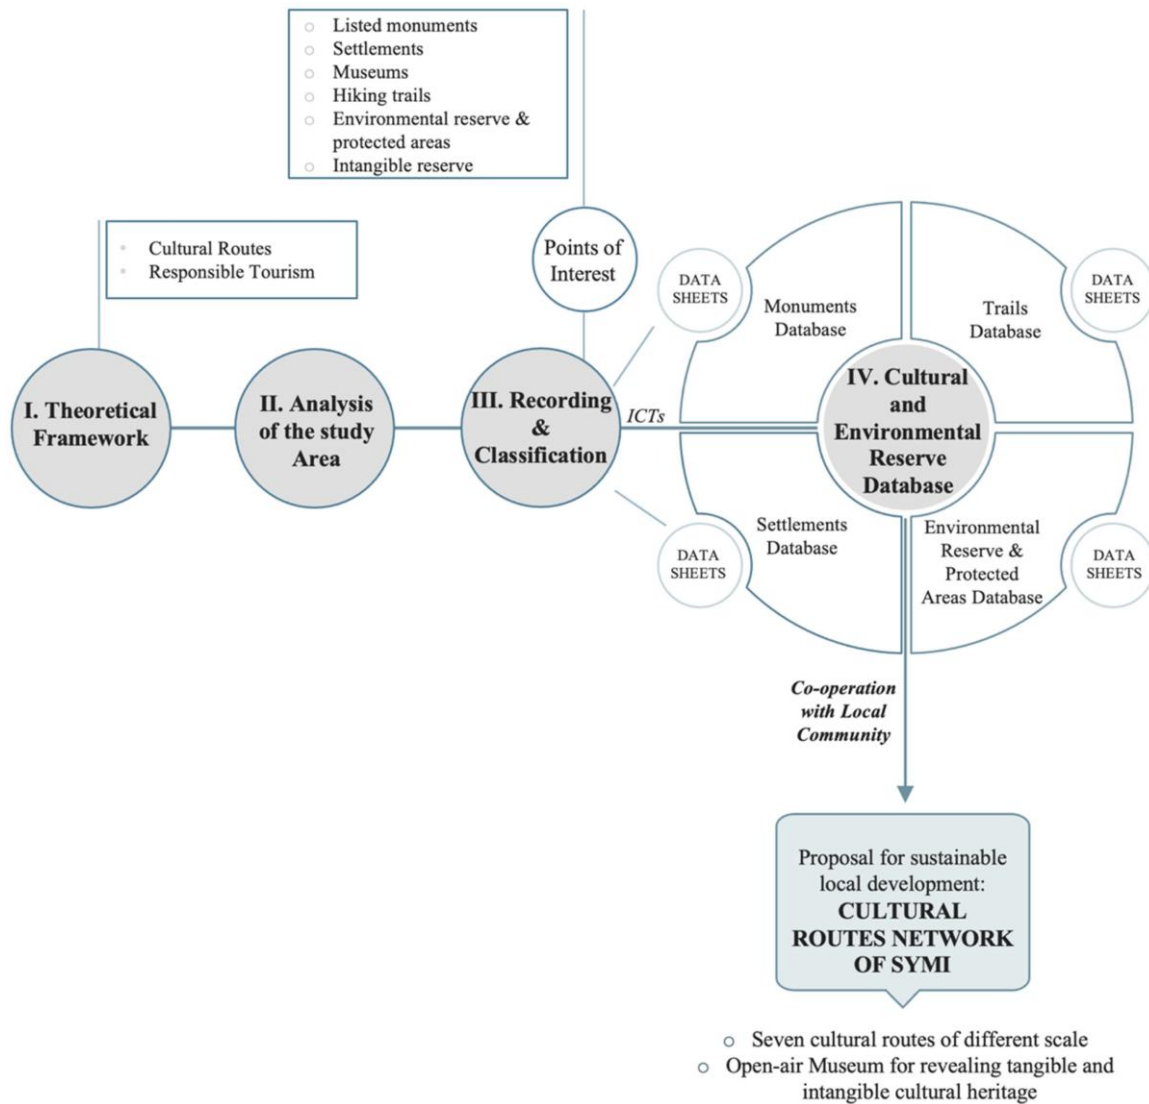 Listed monuments
Settlements
Museums
Hiking trails
Environmental reserve &
protected areas
Intangible reserve
Cultural Routes
Responsible Tourism
Points of
Interest
I. Theoretical
Framework
II. Analysis
of the study
Area
III. Recording
&
Classification
ICTs
DATA
SHEETS
Monuments
Database
Trails
Database
DATA
SHEETS
IV. Cultural
and
Environmental
Reserve
Database
DATA
SHEETS
Settlements
Database
Environmental
Reserve &
Protected
Areas Database
DATA
SHEETS
Co-operation
with Local
Community
Proposal for sustainable
local development:
CULTURAL
ROUTES NETWORK
OF SYMI
Seven cultural routes of different scale
Open-air Museum for revealing tangible and
intangible cultural heritage